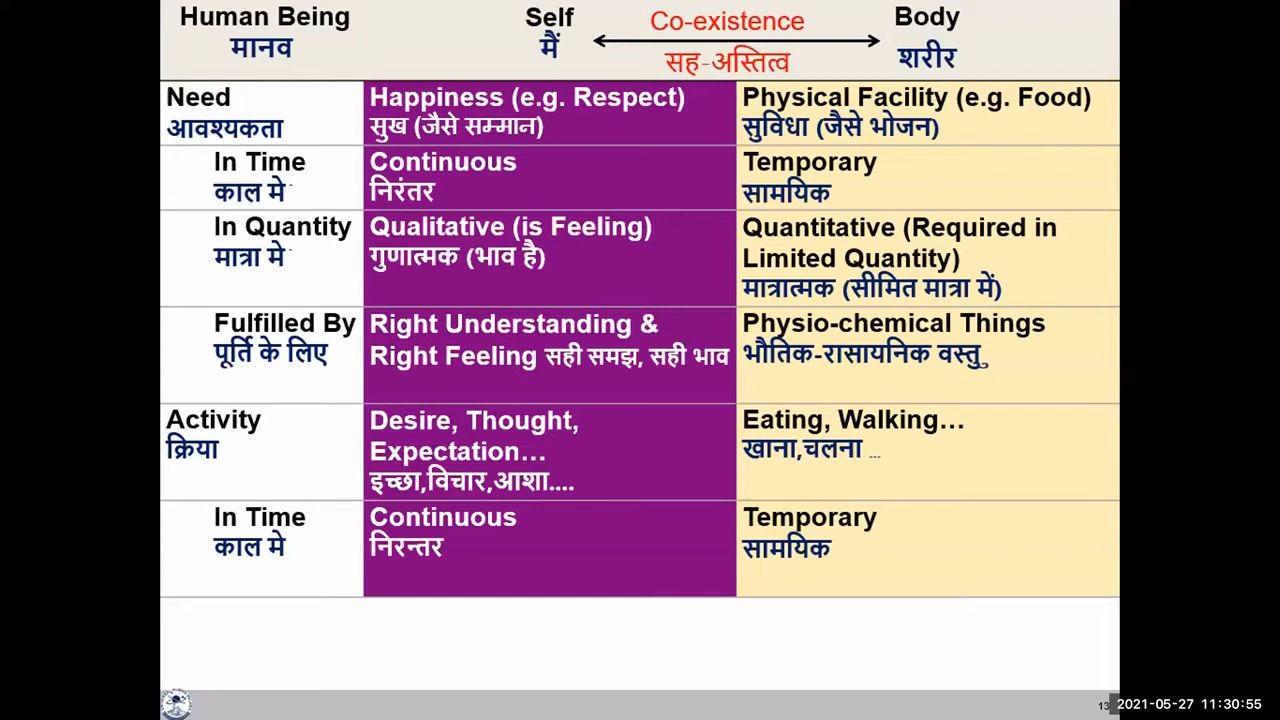 Human Being
मानव
Self
मैं
Co-existence
सह-अस्तित्व
Body
शरीर
Need
आवश्यकता
Happiness (e.g. Respect)
सुख (जैसे सम्मान)
Physical Facility (e.g. Food)
सुविधा (जैसे भोजन)
In Time
काल मे
Continuous
निरंतर
Temporary
सामयिक
In Quantity
मात्रा मे
Qualitative (is Feeling)
गुणात्मक (भाव है)
Quantitative (Required in
Limited Quantity)
मात्रात्मक (सीमित मात्रा में)
Fulfilled By
पूर्ति के लिए
Right Understanding &
Right Feeling सही समझ, सही भाव
Physio-chemical Things
भौतिक-रासायनिक वस्तु
Activity
क्रिया
Desire, Thought,
Expectation…
इच्छा,विचार,आशा....
Eating, Walking…
खाना,चलना ...
In Time
काल मे
Continuous
निरन्तर
Temporary
सामयिक
13
2021-05-27 11:30:55